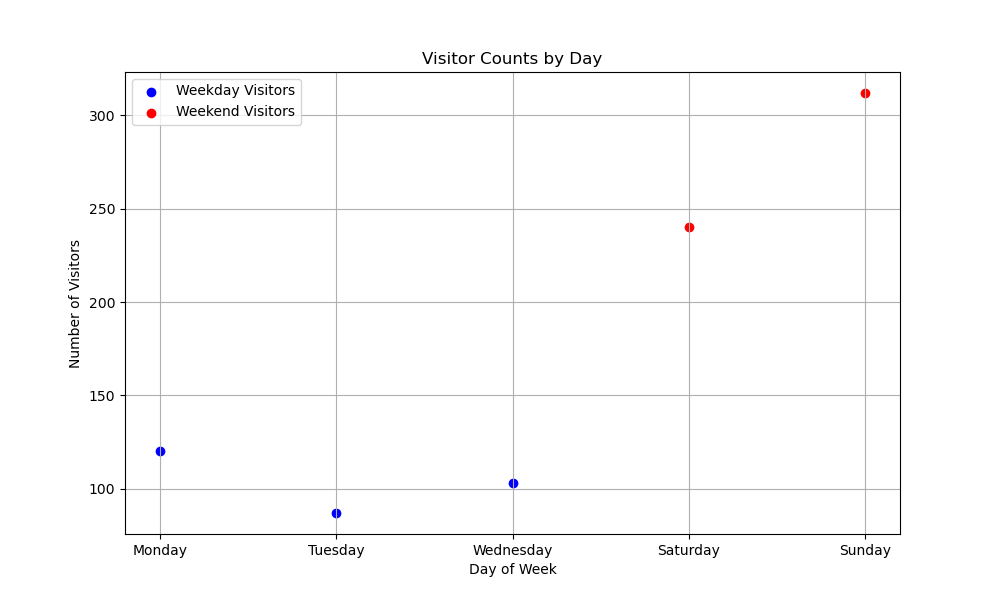 Visitor Counts by Day
Weekday Visitors
Weekend Visitors
300
250
200
150
100
Number of Visitors
Monday Tuesday Wednesday Saturday Sunday
Day of Week